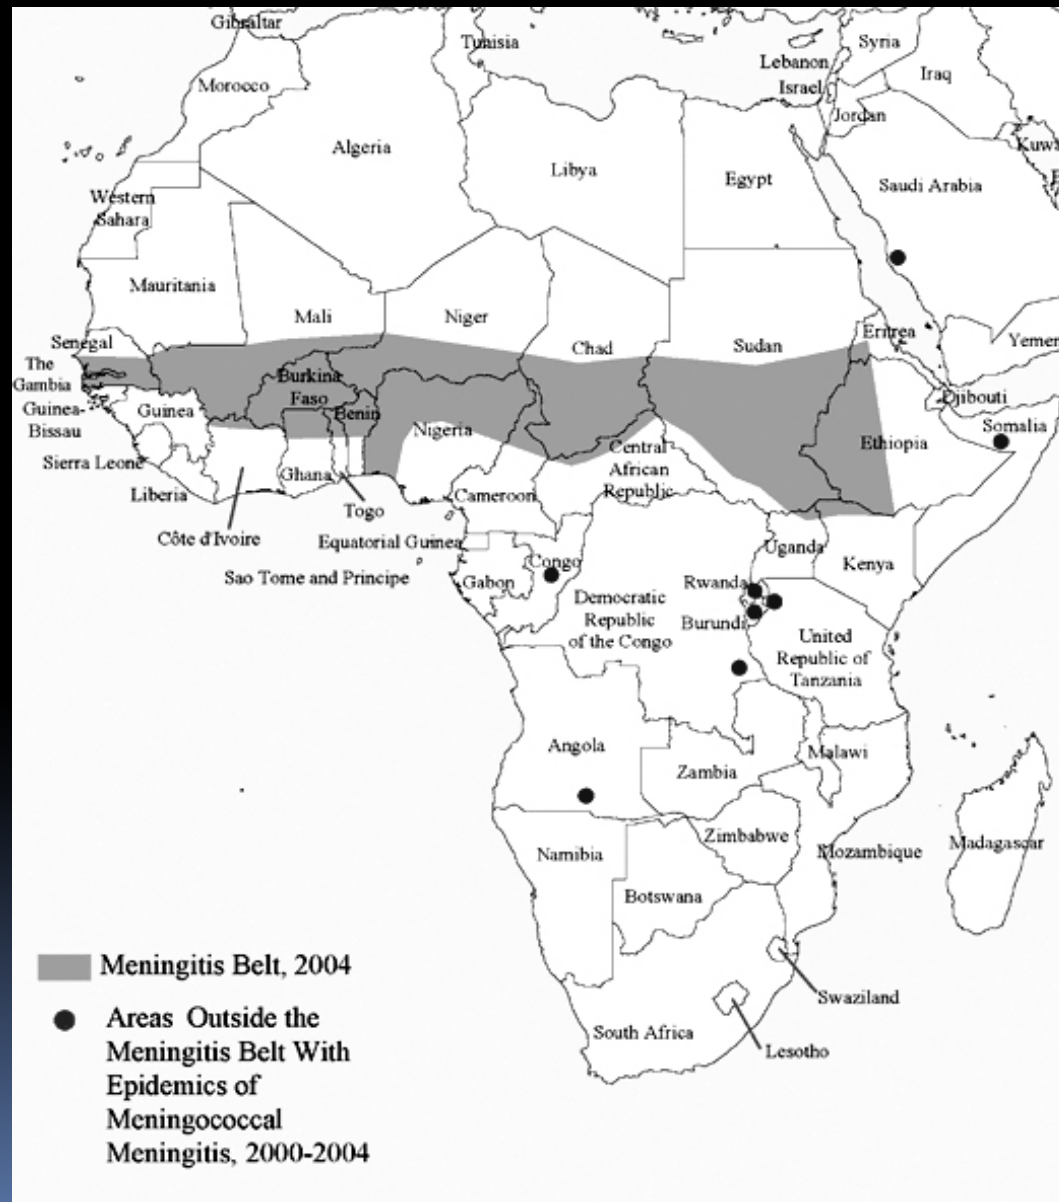 Gibraltar
Tunisia
Syria
Lebanon
Israel
Iraq
Morocco
Jordan
Algeria
Libya
Egypt
Saudi Arabia
Western
Sahara
Mauritania
Mali
Niger
Chad
Sudan
Eritrea
Yemen
Senegal
The
Gambia
Guinea-
Bissau
Guinea
Burkina
Faso
Benin
Nigeria
Djibouti
Somalia
Ethiopia
Central
African
Republic
Sierra Leone
Liberia
Ghana
Togo
Cameroon
Côte d'Ivoire
Equatorial Guinea
Sao Tome and Principe
Gabon
Congo
Uganda
Kenya
Rwanda
Burundi
Democratic
Republic
of the Congo
United
Republic of
Tanzania
Angola
Zambia
Malawi
Namibia
Zimbabwe
Mozambique
Madagascar
Botswana
Swaziland
South Africa
Lesotho
Meningitis Belt, 2004
Areas Outside the
Meningitis Belt With
Epidemics of
Meningococcal
Meningitis, 2000-2004